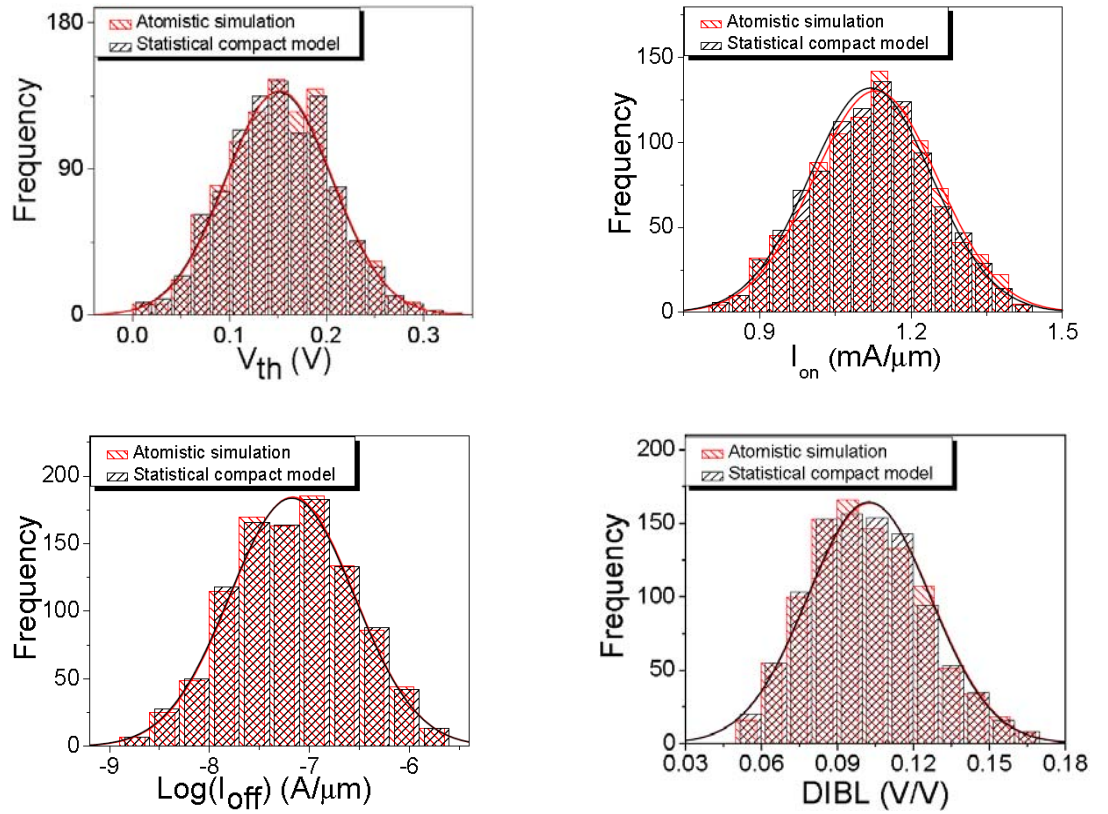 180
Atomistic simulation
Statistical compact model
90
0
Frequency
0.0 0.1 0.2 0.3
Vth (V)
150
Atomistic simulation
Statistical compact model
100
50
0
Frequency
0.9 1.2 1.5
Ion (mA/μm)
200
Atomistic simulation
Statistical compact model
150
100
50
0
Frequency
-9 -8 -7 -6
Log(Ioff) (A/μm)
200
Atomistic simulation
Statistical compact model
150
100
50
0
Frequency
0.03 0.06 0.09 0.12 0.15 0.18
DIBL (V/V)